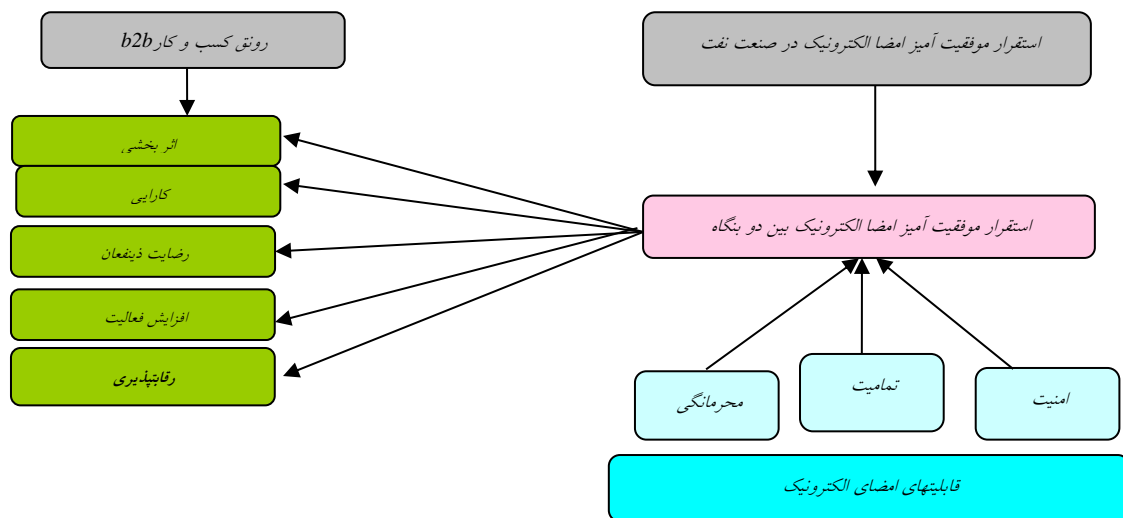 استقرار موفقیت آمیز امضا الکترونیک در صنعت نفت
رونق کسب و کار b2b
اثر بخشی
کارایی
رضایت ذینفعان
افزایش فعالیت
رقابتپذیری
استقرار موفقیت آمیز امضا الکترونیک بین دو بنگاه
امنیت
تمامیت
محرمانگی
قابلیتهای امضای الکترونیک